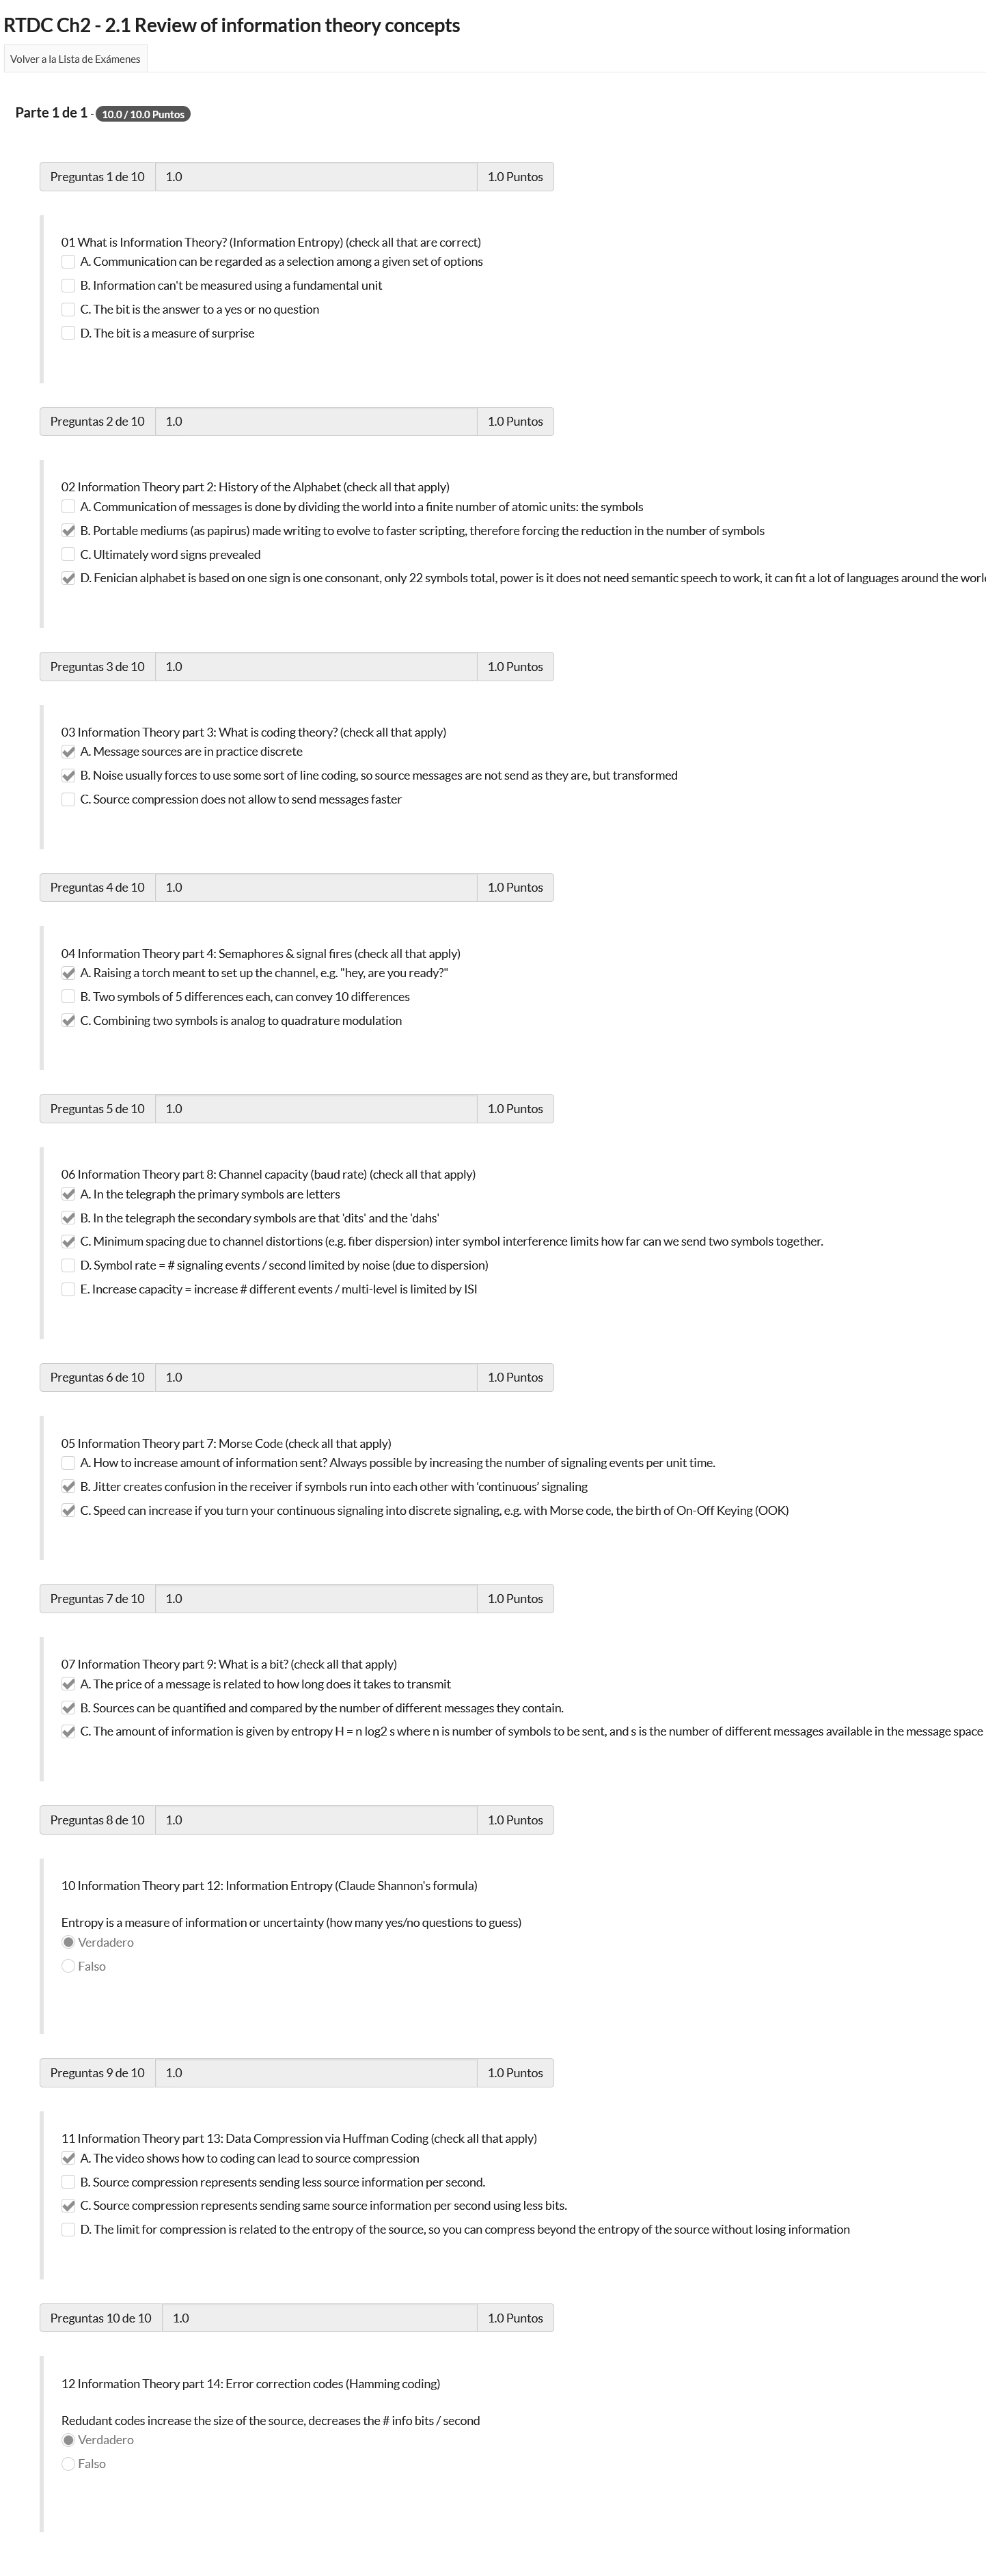 RTDC Ch2 - 2.1 Review of information theory concepts
Volver a la Lista de Exámenes
Parte 1 de 1 - 10.0 / 10.0 Puntos
Preguntas 1 de 10 1.0 1.0 Puntos
01 What is Information Theory? (Information Entropy) (check all that are correct)
A. Communication can be regarded as a selection among a given set of options
B. Information can't be measured using a fundamental unit
C. The bit is the answer to a yes or no question
D. The bit is a measure of surprise
Preguntas 2 de 10 1.0 1.0 Puntos
02 Information Theory part 2: History of the Alphabet (check all that apply)
A. Communication of messages is done by dividing the world into a finite number of atomic units: the symbols
B. Portable mediums (as papirus) made writing to evolve to faster scripting, therefore forcing the reduction in the number of symbols
C. Ultimately word signs prevealed
D. Fenician alphabet is based on one sign is one consonant, only 22 symbols total, power is it does not need semantic speech to work, it can fit a lot of languages around the
Preguntas 3 de 10 1.0 1.0 Puntos
03 Information Theory part 3: What is coding theory? (check all that apply)
A. Message sources are in practice discrete
B. Noise usually forces to use some sort of line coding, so source messages are not send as they are, but transformed
C. Source compression does not allow to send messages faster
Preguntas 4 de 10 1.0 1.0 Puntos
04 Information Theory part 4: Semaphores & signal fires (check all that apply)
A. Raising a torch meant to set up the channel, e.g. "hey, are you ready?"
B. Two symbols of 5 differences each, can convey 10 differences
C. Combining two symbols is analog to quadrature modulation
Preguntas 5 de 10 1.0 1.0 Puntos
06 Information Theory part 8: Channel capacity (baud rate) (check all that apply)
A. In the telegraph the primary symbols are letters
B. In the telegraph the secondary symbols are that 'dits' and the 'dahs'
C. Minimum spacing due to channel distortions (e.g. fiber dispersion) inter symbol interference limits how far can we send two symbols together.
D. Symbol rate = # signaling events / second limited by noise (due to dispersion)
E. Increase capacity = increase # different events / multi-level is limited by ISI
Preguntas 6 de 10 1.0 1.0 Puntos
05 Information Theory part 7: Morse Code (check all that apply)
A. How to increase amount of information sent? Always possible by increasing the number of signaling events per unit time.
B. Jitter creates confusion in the receiver if symbols run into each other with ‘continuous’ signaling
C. Speed can increase if you turn your continuous signaling into discrete signaling, e.g. with Morse code, the birth of On-Off Keying (OOK)
Preguntas 7 de 10 1.0 1.0 Puntos
07 Information Theory part 9: What is a bit? (check all that apply)
A. The price of a message is related to how long does it takes to transmit
B. Sources can be quantified and compared by the number of different messages they contain.
C. The amount of information is given by entropy H = n log2 s where n is number of symbols to be sent, and s is the number of different messages available in the message space
Preguntas 8 de 10 1.0 1.0 Puntos
10 Information Theory part 12: Information Entropy (Claude Shannon's formula)
Entropy is a measure of information or uncertainty (how many yes/no questions to guess)
Verdadero
Falso
Preguntas 9 de 10 1.0 1.0 Puntos
11 Information Theory part 13: Data Compression via Huffman Coding (check all that apply)
A. The video shows how to coding can lead to source compression
B. Source compression represents sending less source information per second.
C. Source compression represents sending same source information per second using less bits.
D. The limit for compression is related to the entropy of the source, so you can compress beyond the entropy of the source without losing information
Preguntas 10 de 10 1.0 1.0 Puntos
12 Information Theory part 14: Error correction codes (Hamming coding)
Redudant codes increase the size of the source, decreases the # info bits / second
Verdadero
Falso